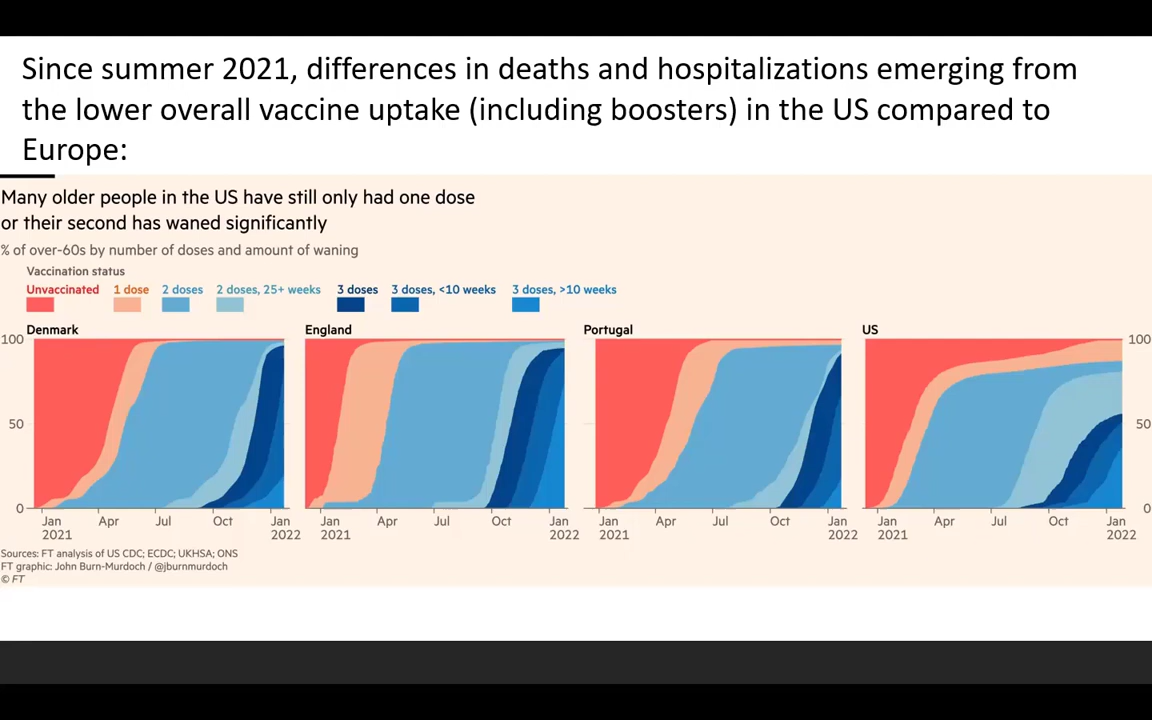 Since summer 2021, differences in deaths and hospitalizations emerging from
the lower overall vaccine uptake (including boosters) in the US compared to
Europe:
Many older people in the US have still only had one dose
or their second has waned significantly
% of over-60s by number of doses and amount of waning
Vaccination status
Unvaccinated 1 dose 2 doses 2 doses, 25+ weeks 3 doses 3 doses, <10 weeks 3 doses, >10 weeks
Denmark England Portugal US
100 100
50 50
0 0
Jan Apr Jul Oct Jan Jan Apr Jul Oct Jan Jan Apr Jul Oct Jan Jan Apr Jul Oct Jan
2021 2022 2021 2022 2021 2022 2021 2022
Sources: FT analysis of US CDC; ECDC; UKHSA; ONS
FT graphic: John Burn-Murdoch / @jburnmurdoch
© FT